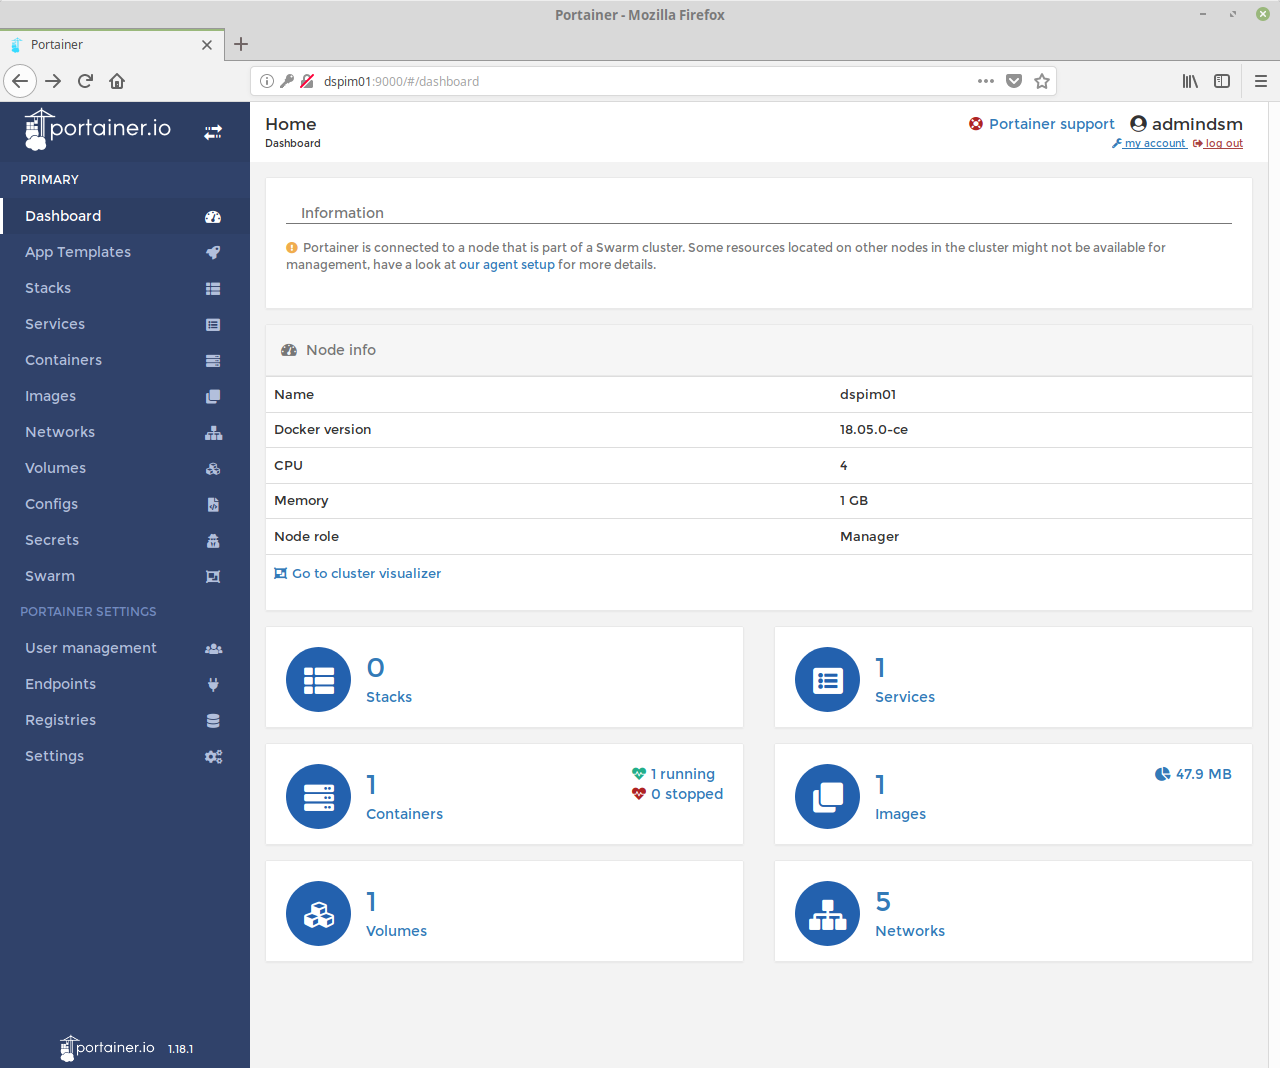 Portainer - Mozilla Firefox
Portainer
dspim01:9000/#/dashboard
portainer.io
PRIMARY
Dashboard
App Templates
Stacks
Services
Containers
Images
Networks
Volumes
Configs
Secrets
Swarm
PORTAINER SETTINGS
User management
Endpoints
Registries
Settings
portainer.io 1.18.1
Home
Dashboard
Portainer support
admindsm
my account log out
Information
Portainer is connected to a node that is part of a Swarm cluster. Some resources located on other nodes in the cluster might not be available for
management, have a look at our agent setup for more details.
Node info
Name dspim01
Docker version 18.05.0-ce
CPU 4
Memory 1 GB
Node role Manager
Go to cluster visualizer
0
Stacks
1
Services
1
Containers
1 running
0 stopped
1
Images
47.9 MB
1
Volumes
5
Networks